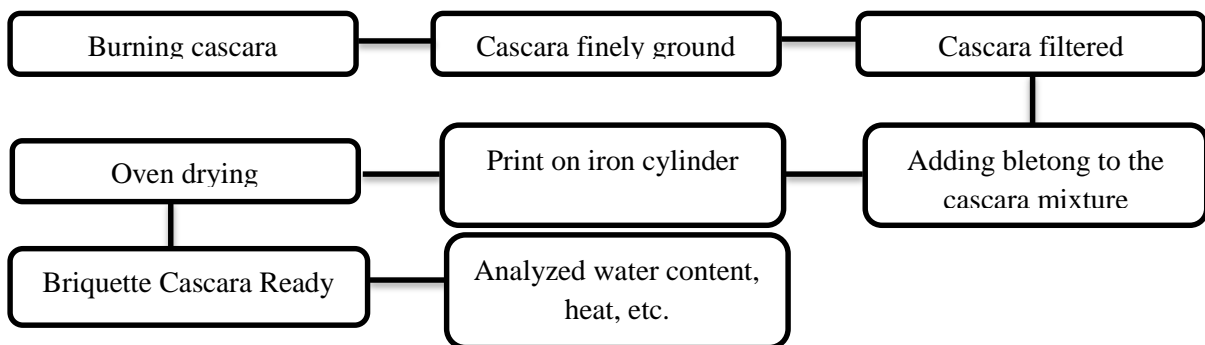 Burning cascara
Cascara finely ground
Cascara filtered
Adding bletong to the
cascara mixture
Print on iron cylinder
Oven drying
Briquette Cascara Ready
Analyzed water content,
heat, etc.